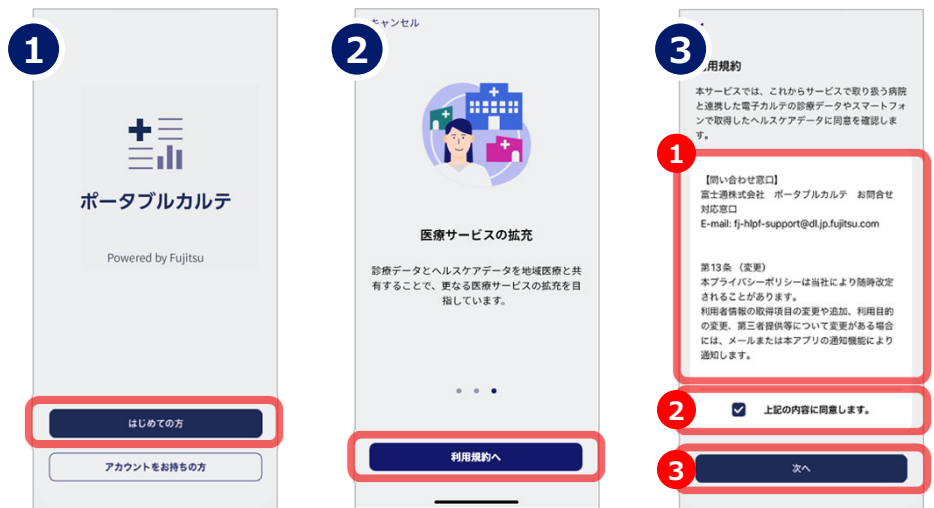 1
ポータブルカルテ
Powered by Fujitsu
はじめての方
アカウントをお持ちの方
2
キャンセル
医療サービスの拡充
診療データとヘルスケアデータを地域医療と共
有することで、更なる医療サービスの拡充を目
指しています。
利用規約へ
3
用規約
本サービスでは、これからサービスで取り扱う病院
と連携した電子カルテの診療データやスマートフォ
ンで取得したヘルスケアデータに同意を確認しま
す。
1
【問い合わせ窓口】
富士通株式会社 ポータブルカルテ お問合せ
対応窓口
E-mail: fj-hlpf-support@dl.jp.fujitsu.com
第13条 （変更）
本プライバシーポリシーは当社により随時改定
されることがあります。
利用者情報の取得項目の変更や追加、利用目的
の変更、第三者提供等について変更がある場合
には、メールまたは本アプリの通知機能により
通知します。
2
上記の内容に同意します。
3
次へ